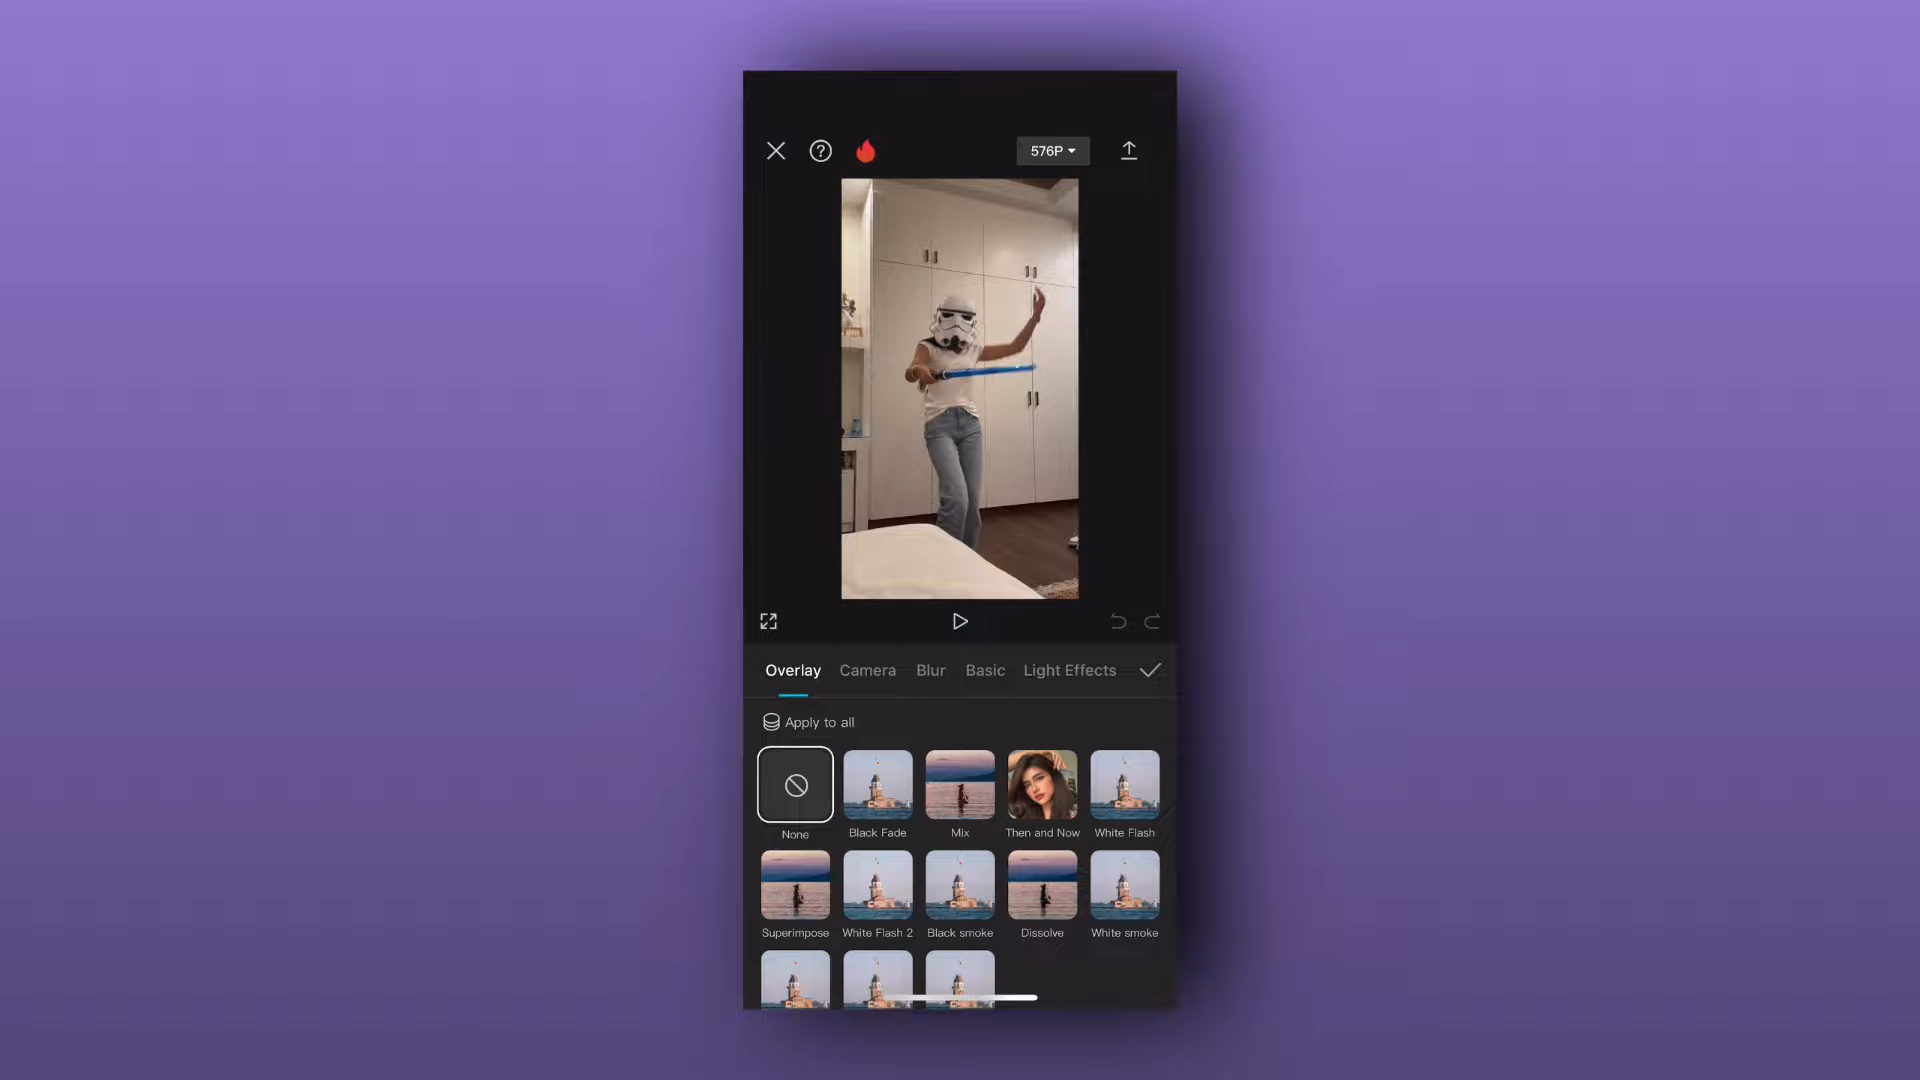 576P
Overlay Camera Blur Basic Light Effects
Apply to all
None Black Fade Mix Then and Now White Flash
Superimpose White Flash 2 Black smoke Dissolve White smoke